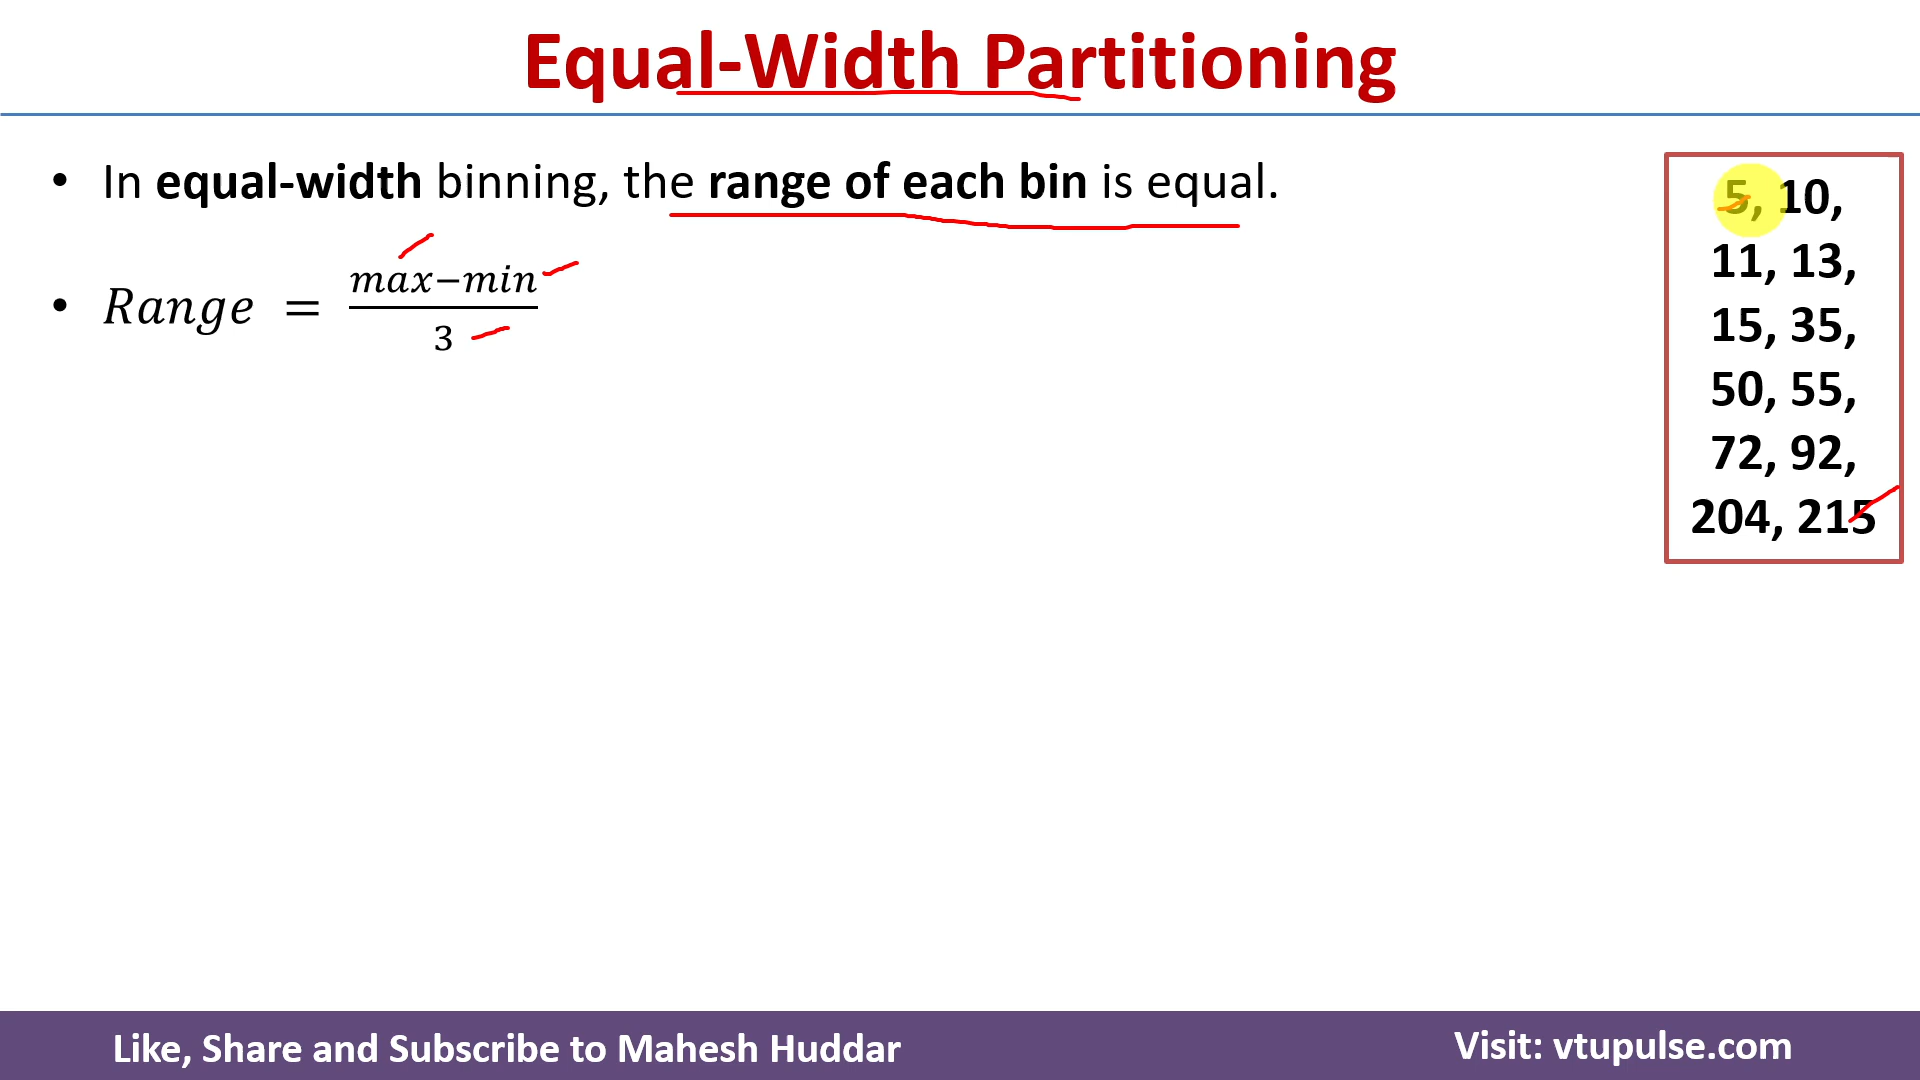 Equal-Width Partitioning
• In equal-width binning, the range of each bin is equal.
• Range = max−min
3
5, 10,
11, 13,
15, 35,
50, 55,
72, 92,
204, 215
Like, Share and Subscribe to Mahesh Huddar
Visit: vtupulse.com